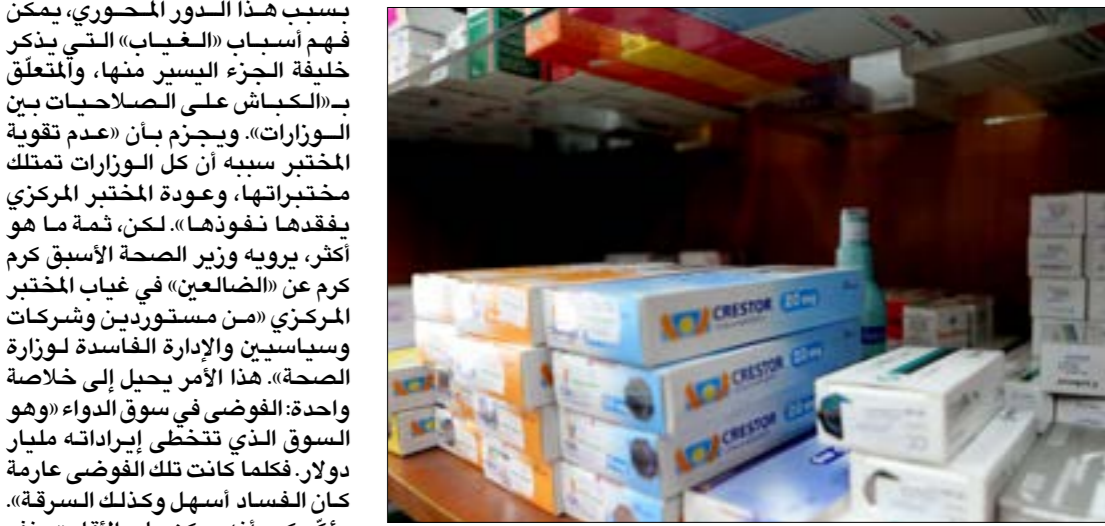 بسبب هذا الدور المحوري، يمكن
فهم أسباب «الغياب» التي يذكر
خليفة الجزء اليسير منها، والمتعلّق
بـ«الكباش على الصلاحيات بين
الوزارات». ويجزم بأن «عدم تقوية
المختبر سببه أن كل الوزارات تمتلك
مختبراتها، وعودة المختبر المركزي
يفقدها نفوذها». لكن، ثمة ما هو
أكثر، يرويه وزير الصحة الأسبق كرم
كرم عن «الضالعين» في غياب المختبر
المركزي «من مستوردين وشركات
وسياسيين والإدارة الفاسدة لوزارة
الصحة». هذا الأمر يحيل إلى خلاصة
واحدة: الفوضى في سوق الدواء «وهو
السوق الذي تتخطى إيراداته مليار
دولار. فكلما كانت تلك الفوضى عارمة
كان الفساد أسهل وكذلك السرقة».
CRESTOR 20 mg
CRESTOR 20
CRESTOR 20